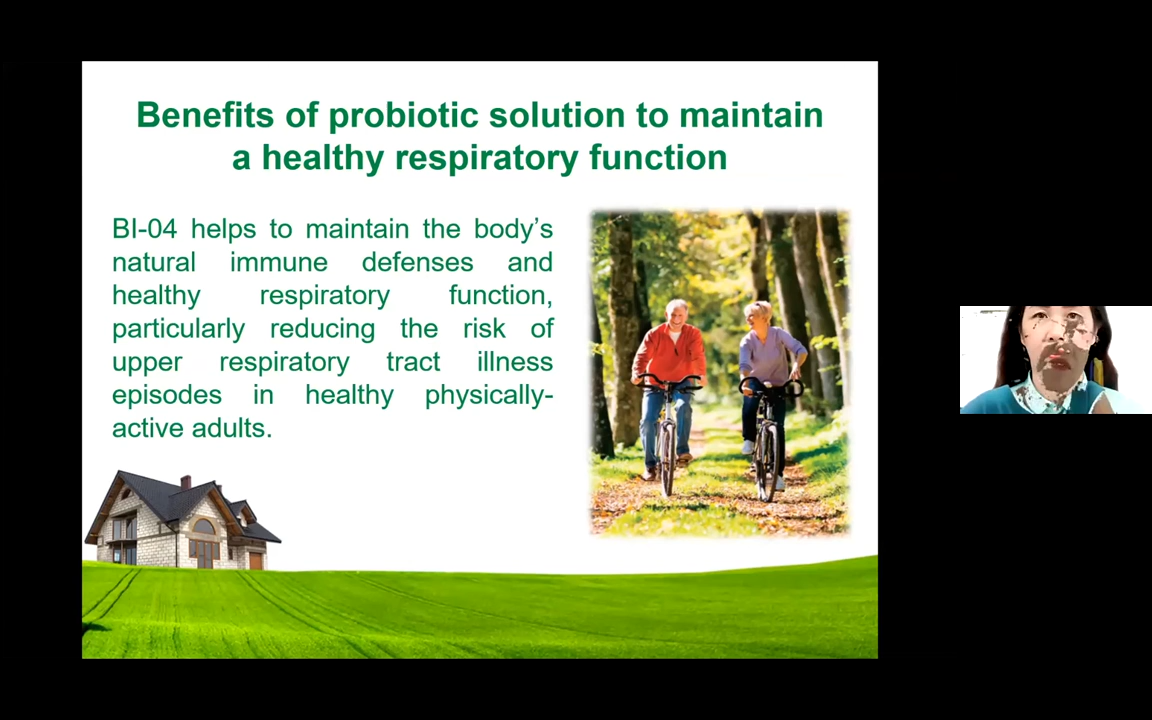 Benefits of probiotic solution to maintain
a healthy respiratory function
BI-04 helps to maintain the body’s
natural immune defenses and
healthy respiratory function,
particularly reducing the risk of
upper respiratory tract illness
episodes in healthy physically-
active adults.